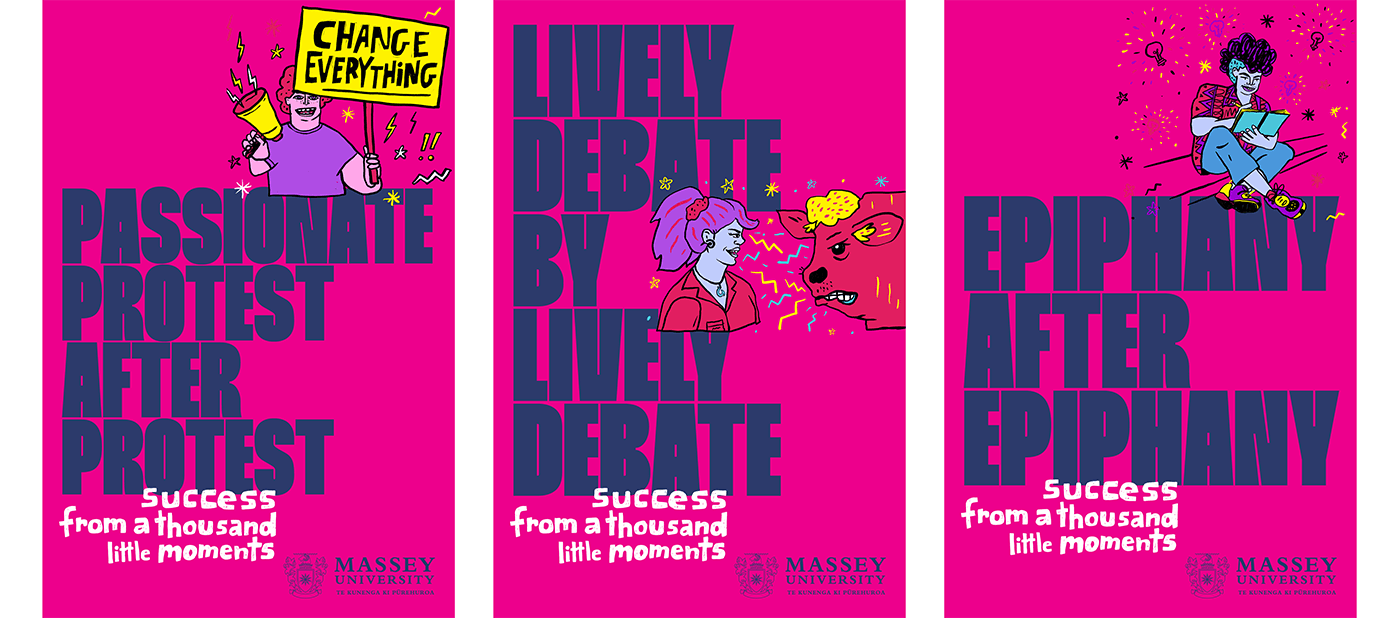 CHANGE
EVERYTHING
PASSIONATE
PROTEST
AFTER
PROTEST
success
from a thousand
little moments
MASSEY
UNIVERSITY
TE KUNENGA KI PŪREHUROA
LIVELY
DEBATE
BY
LIVELY
DEBATE
success
from a thousand
little moments
MASSEY
UNIVERSITY
TE KUNENGA KI PŪREHUROA
EPIPHANY
AFTER
EPIPHANY
success
from a thousand
little moments
MASSEY
UNIVERSITY
TE KUNENGA KI PŪREHUROA